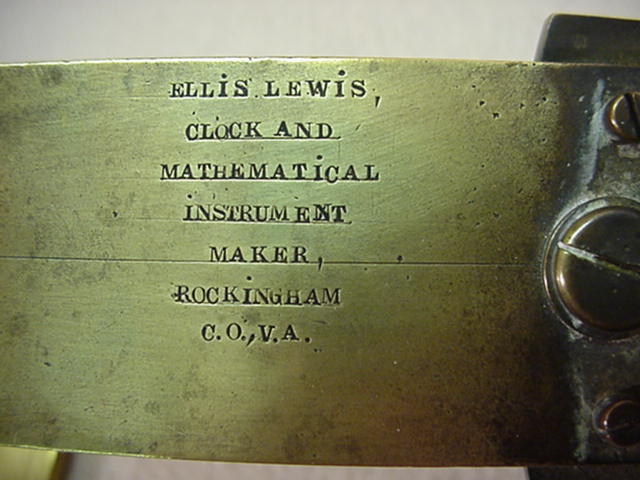 ELLiS LEWiS,
CLOCK AND
MATHEMATiCAL
iNSTRUMENT
MAKER,
ROCKiNGHAM
C.O., V.A.